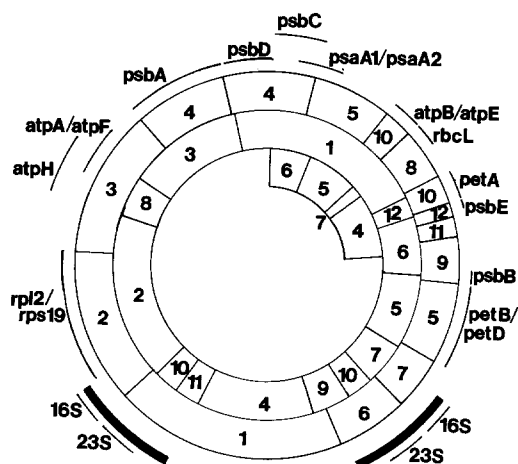 psbC
psbD
psaA1/psaA2
psbA
4
4
5
atpB/atpE
rbcL
atpA/atpF
10
atpH
3
1
8
petA
3
6
5
10
psbE
8
7
12
12
4
11
6
9
psbB
rpl2/
rps19
2
2
5
5
petB/
petD
10
11
7
7
10
9
4
6
1
16S
23S
16S
23S